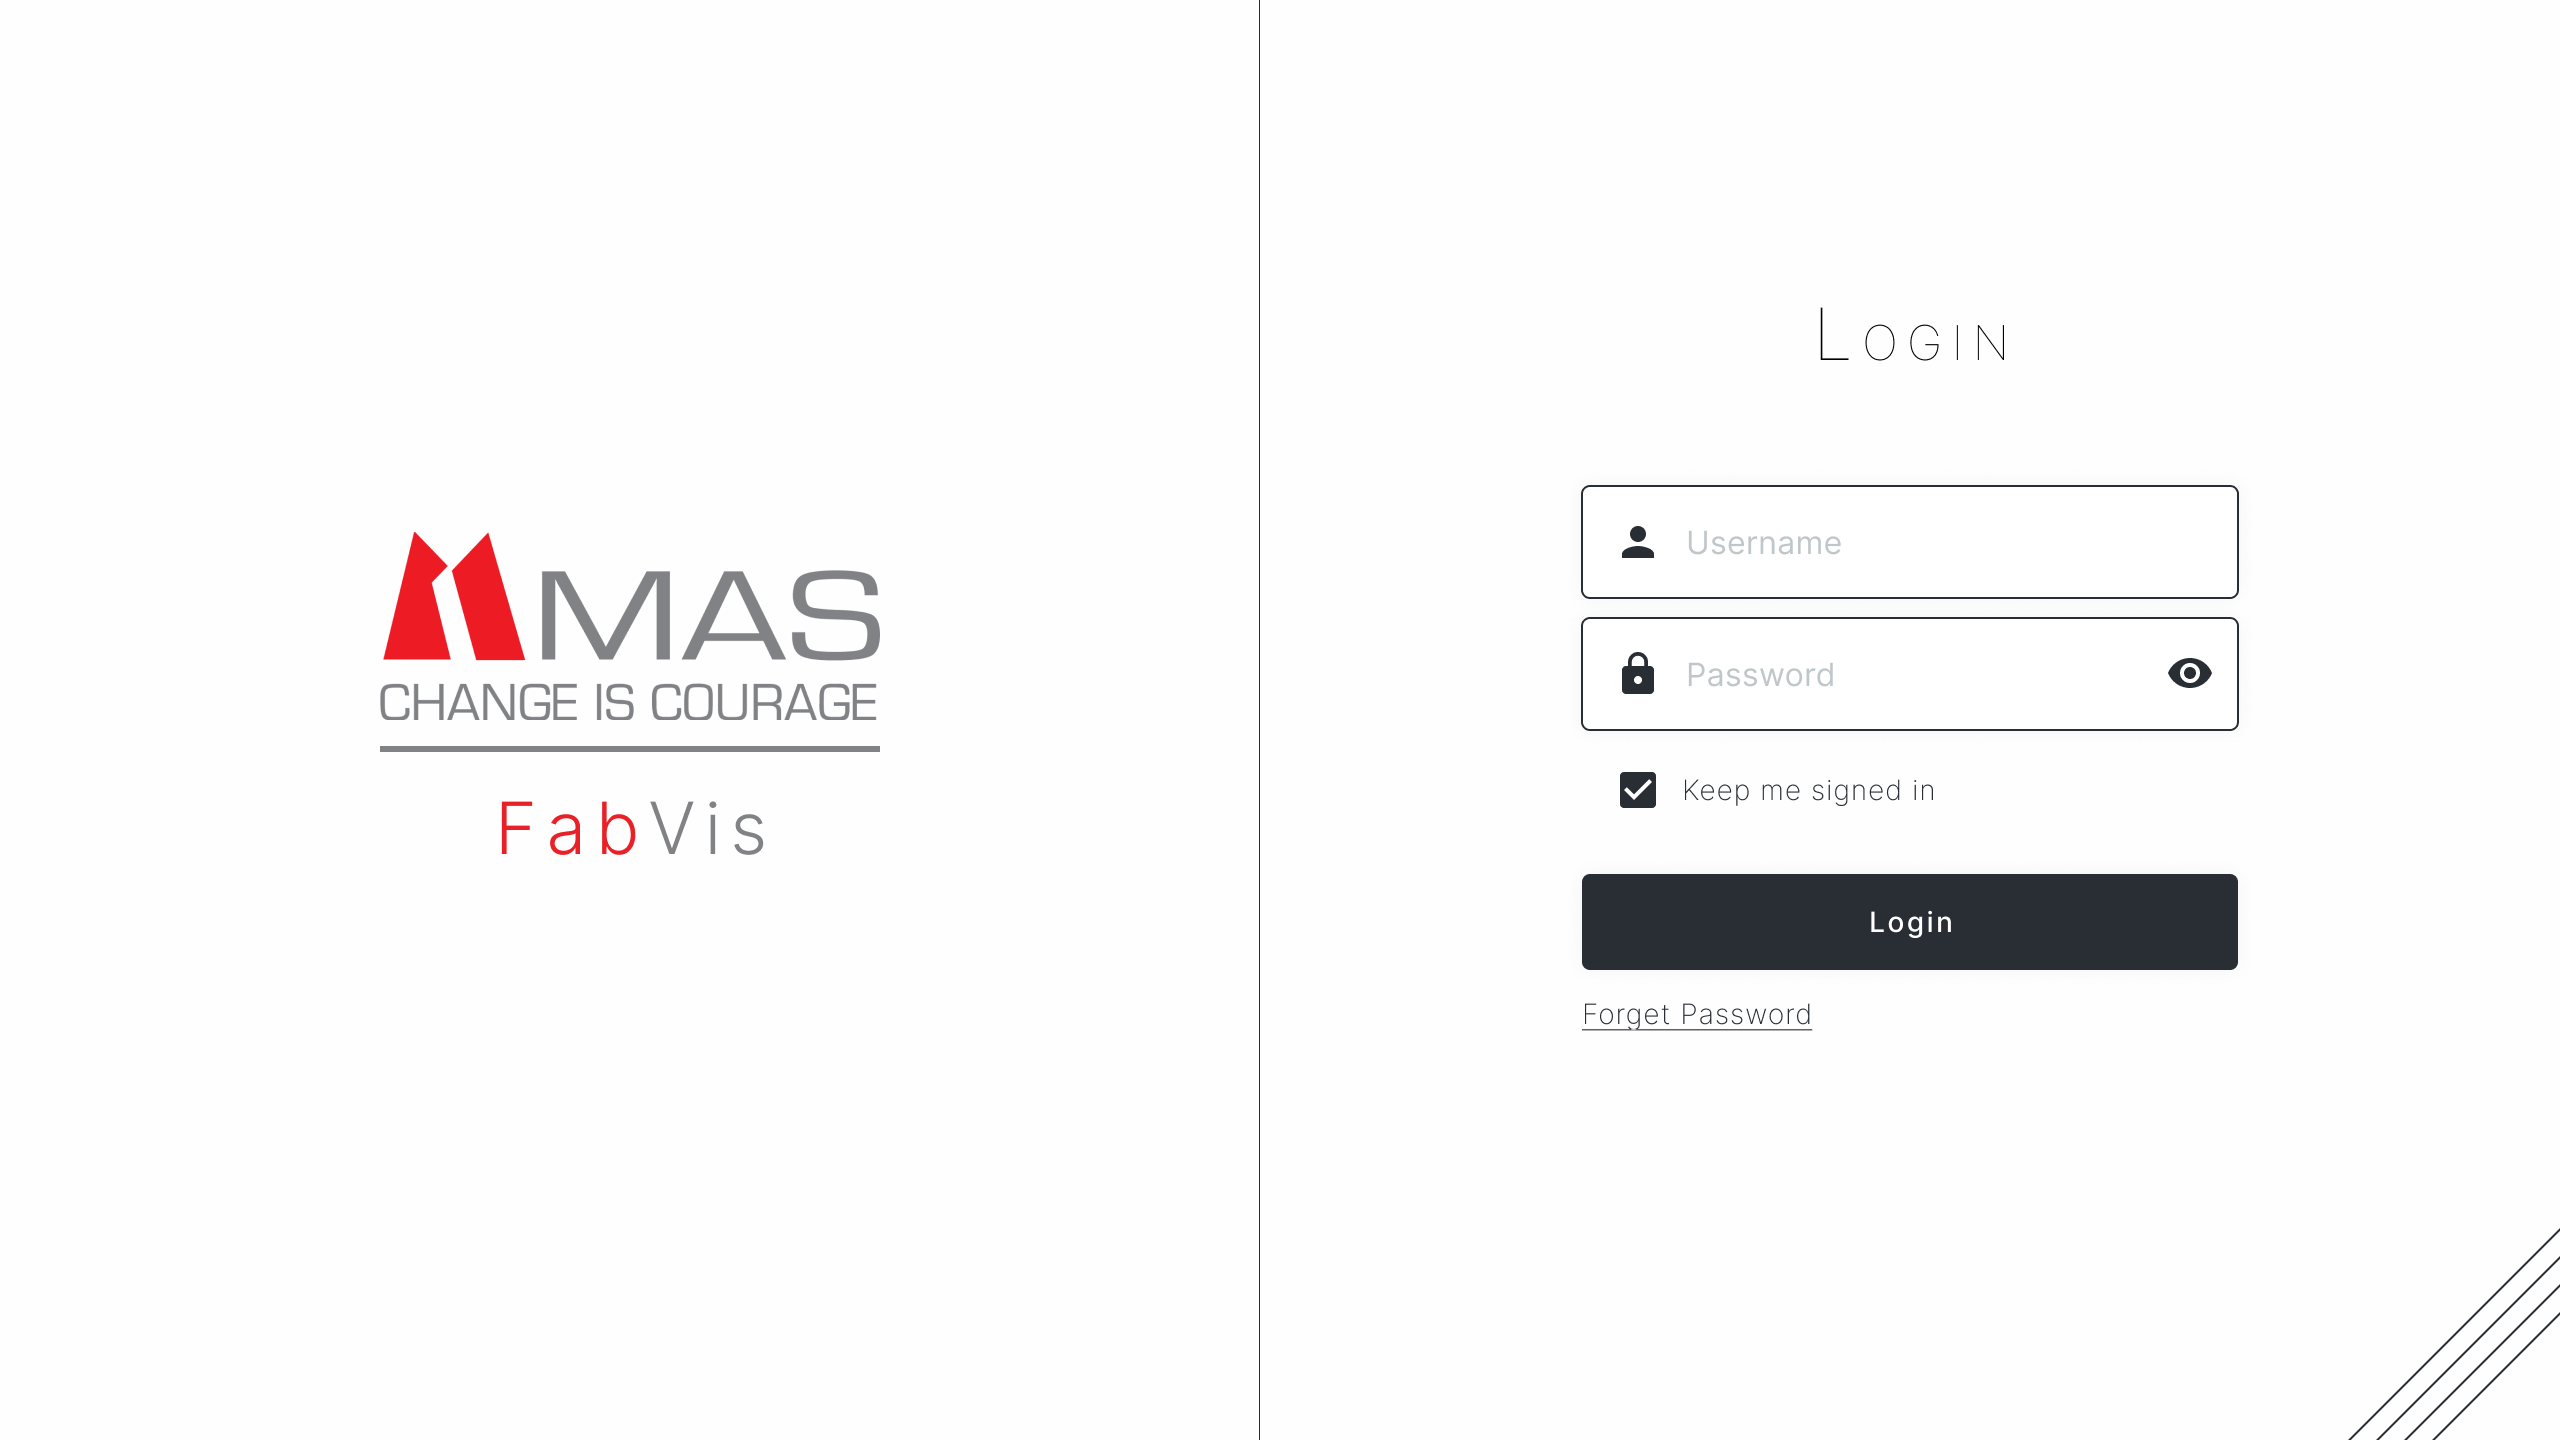 MAS
CHANGE IS COURAGE
FabVis
LOGIN
Username
Password
Keep me signed in
Login
Forget Password